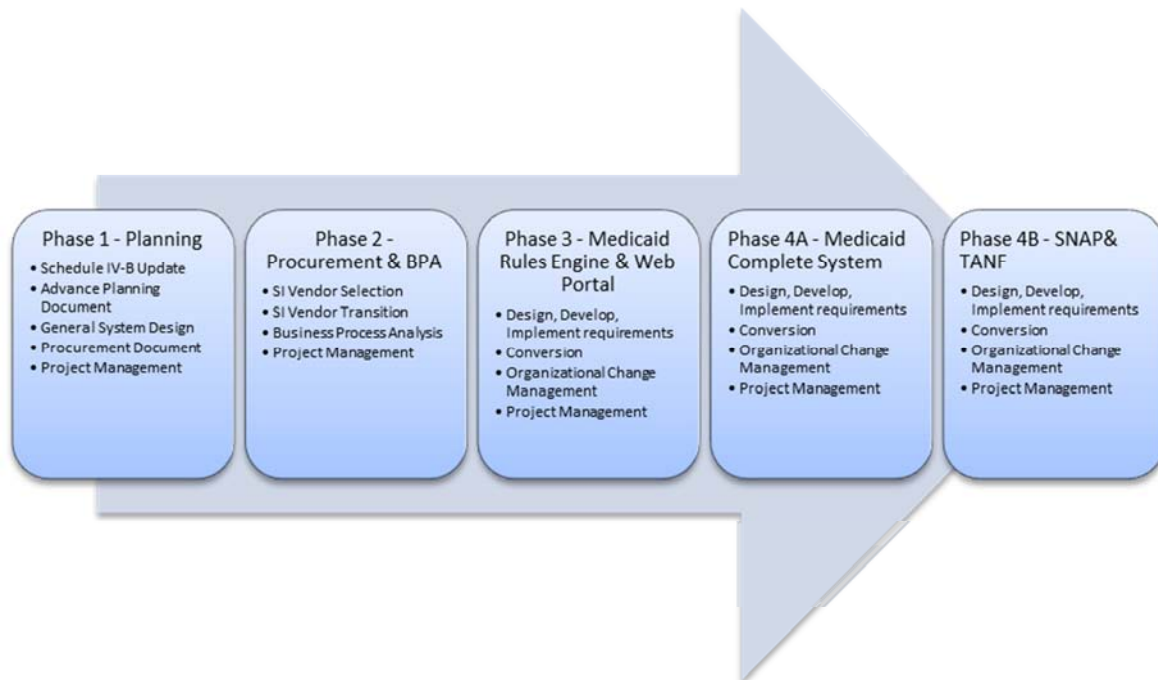 Phase 1 - Planning
• Schedule IV-B Update
• Advance Planning
Document
• General System Design
• Procurement Document
• Project Management
Phase 2 -
Procurement & BPA
• SI Vendor Selection
• SI Vendor Transition
• Business Process Analysis
• Project Management
Phase 3 - Medicaid
Rules Engine & Web
Portal
• Design, Develop,
Implement requirements
• Conversion
• Organizational Change
Management
• Project Management
Phase 4A - Medicaid
Complete System
• Design, Develop,
Implement requirements
• Conversion
• Organizational Change
Management
• Project Management
Phase 4B - SNAP&
TANF
• Design, Develop,
Implement requirements
• Conversion
• Organizational Change
Management
• Project Management